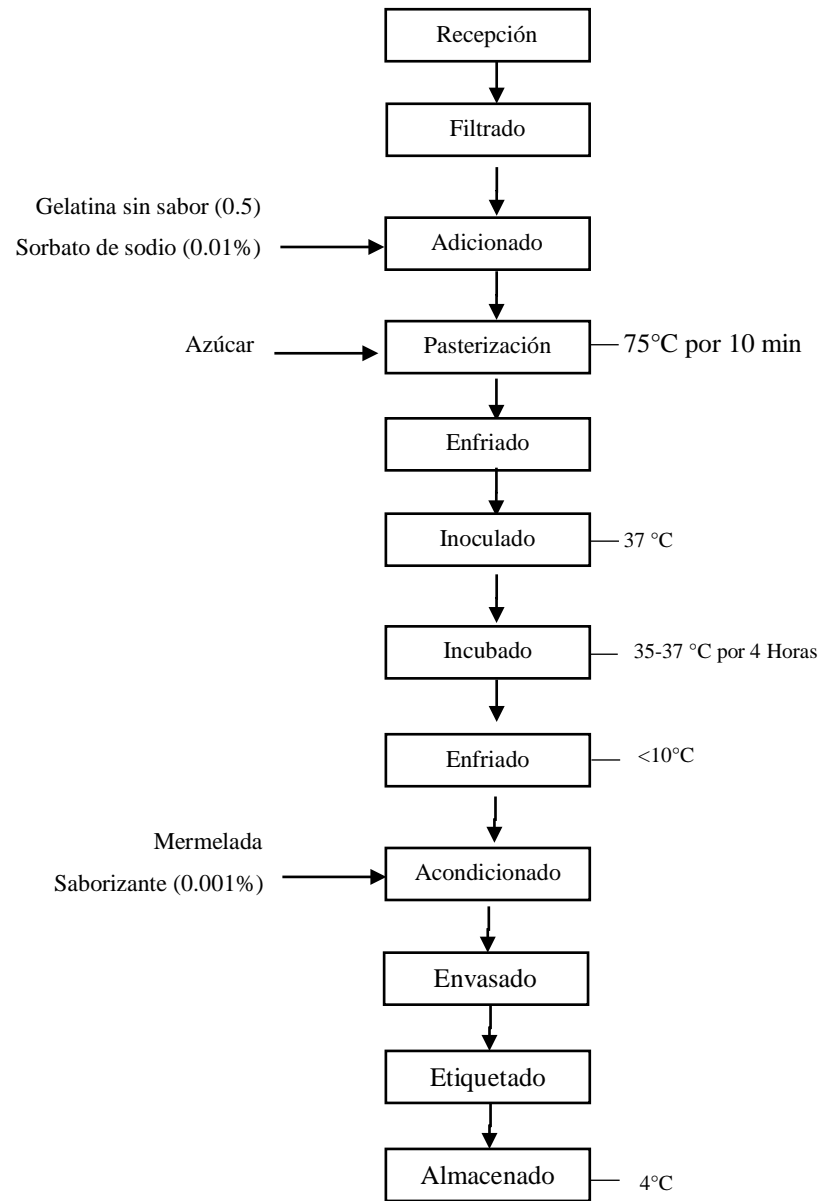 Recepción
Filtrado
Gelatina sin sabor (0.5)
Sorbato de sodio (0.01%)
Adicionado
Azúcar
Pasterización
75°C por 10 min
Enfriado
Inoculado
37 °C
Incubado
35-37 °C por 4 Horas
Enfriado
<10°C
Mermelada
Saborizante (0.001%)
Acondicionado
Envasado
Etiquetado
Almacenado
4°C